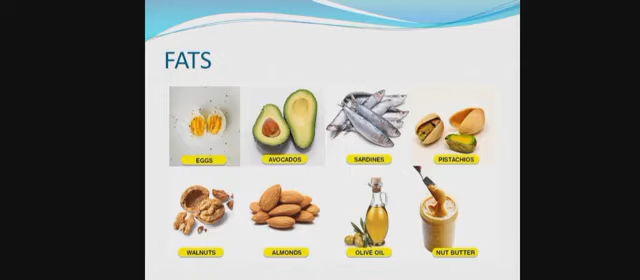 FATS
EGGS
AVOCADOS
SARDINES
PISTACHIOS
WALNUTS
ALMONDS
OLIVE OIL
NUT BUTTER